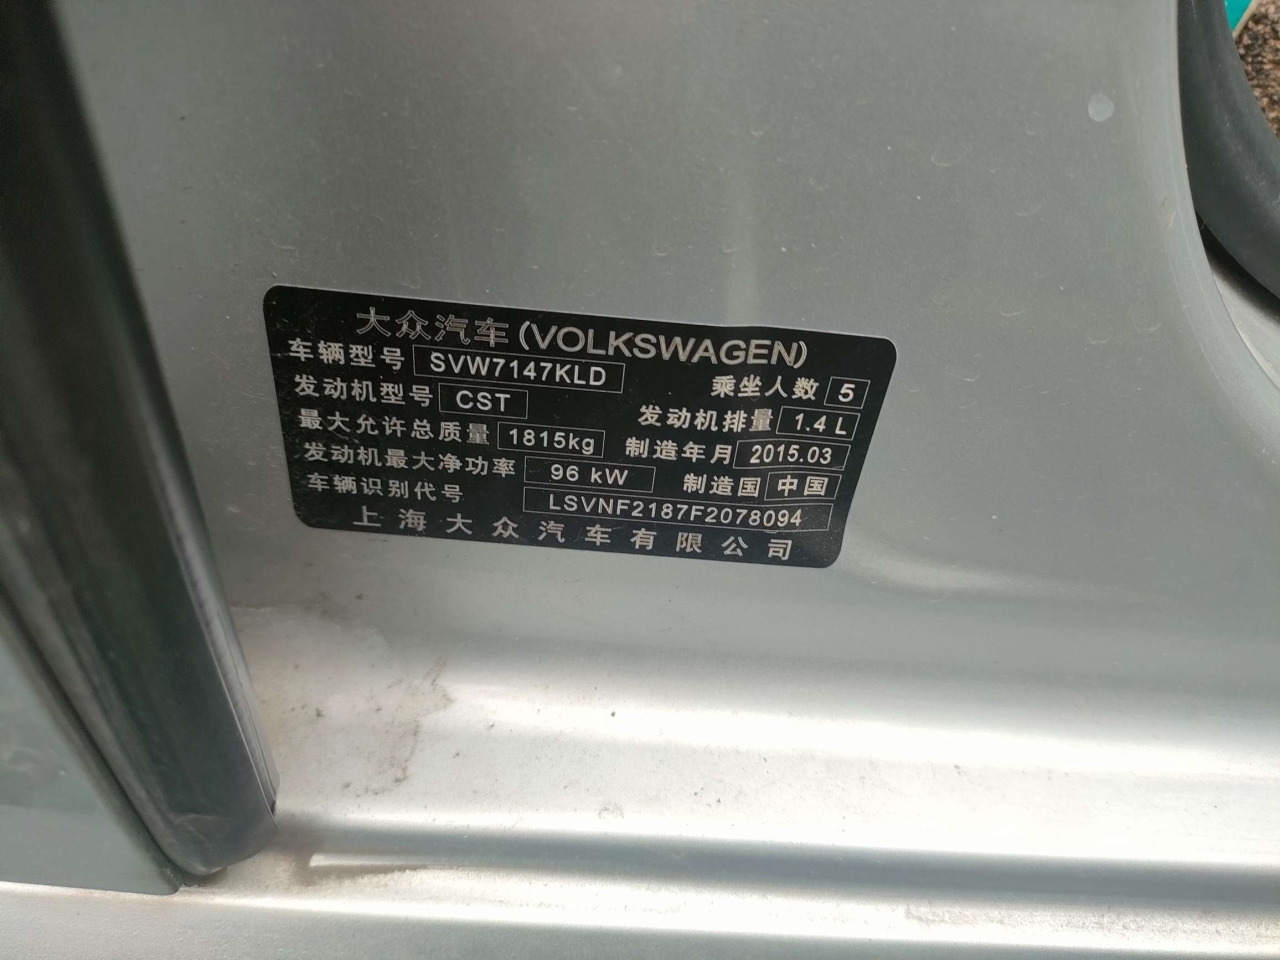 大众汽车(VOLKSWAGEN)
车辆型号 SVW7147KLD 乘坐人数 5
发动机型号 CST 发动机排量 1.4 L
最大允许总质量 1815kg 制造年月 2015.03
发动机最大净功率 96 kW 制造国 中国
车辆识别代号 LSVNF2187F2078094
上海大众汽车有限公司